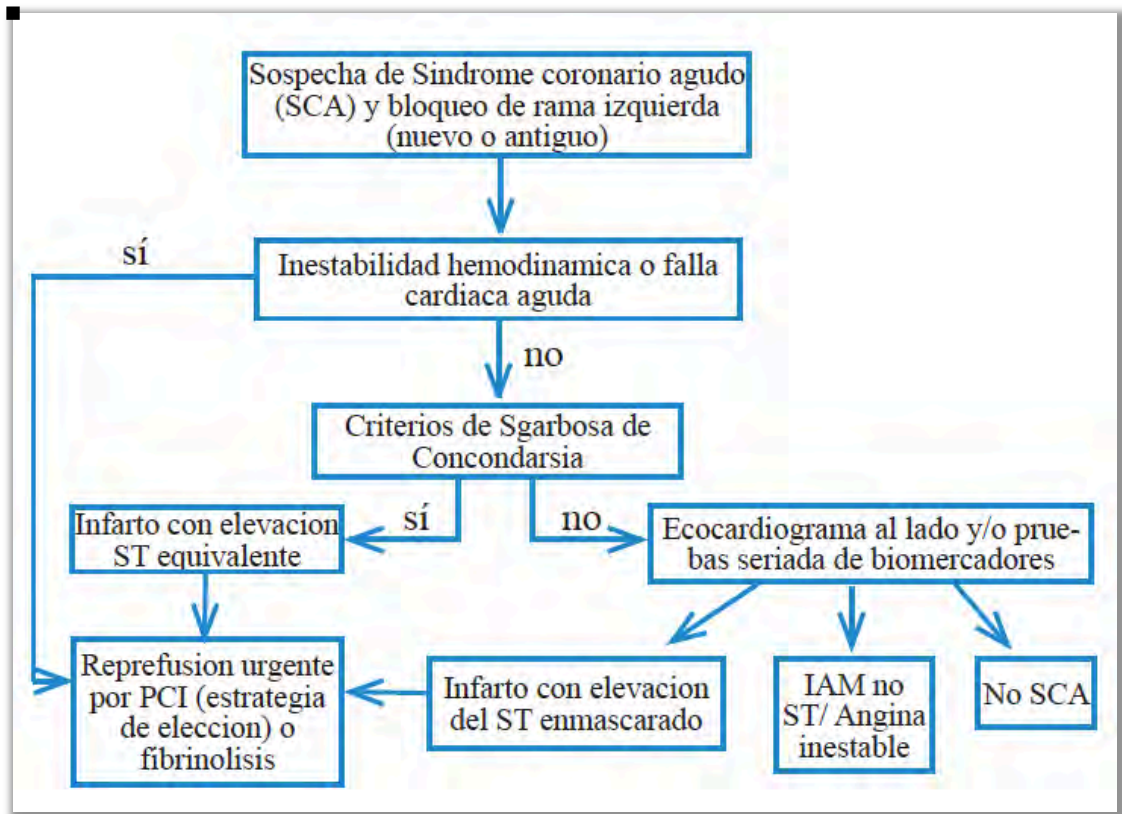 Sospecha de Sindrome coronario agudo
(SCA) y bloqueo de rama izquierda
(nuevo o antiguo)
sí
Inestabilidad hemodinamica o falla
cardiaca aguda
no
Criterios de Sgarbosa de
Concondarsia
sí
no
Infarto con elevacion
ST equivalente
Ecocardiograma al lado y/o prue-
bas seriada de biomercadores
Reprefusion urgente
por PCI (estrategia
de eleccion) o
fibrinolisis
Infarto con elevacion
del ST enmascarado
IAM no
ST/ Angina
inestable
No SCA